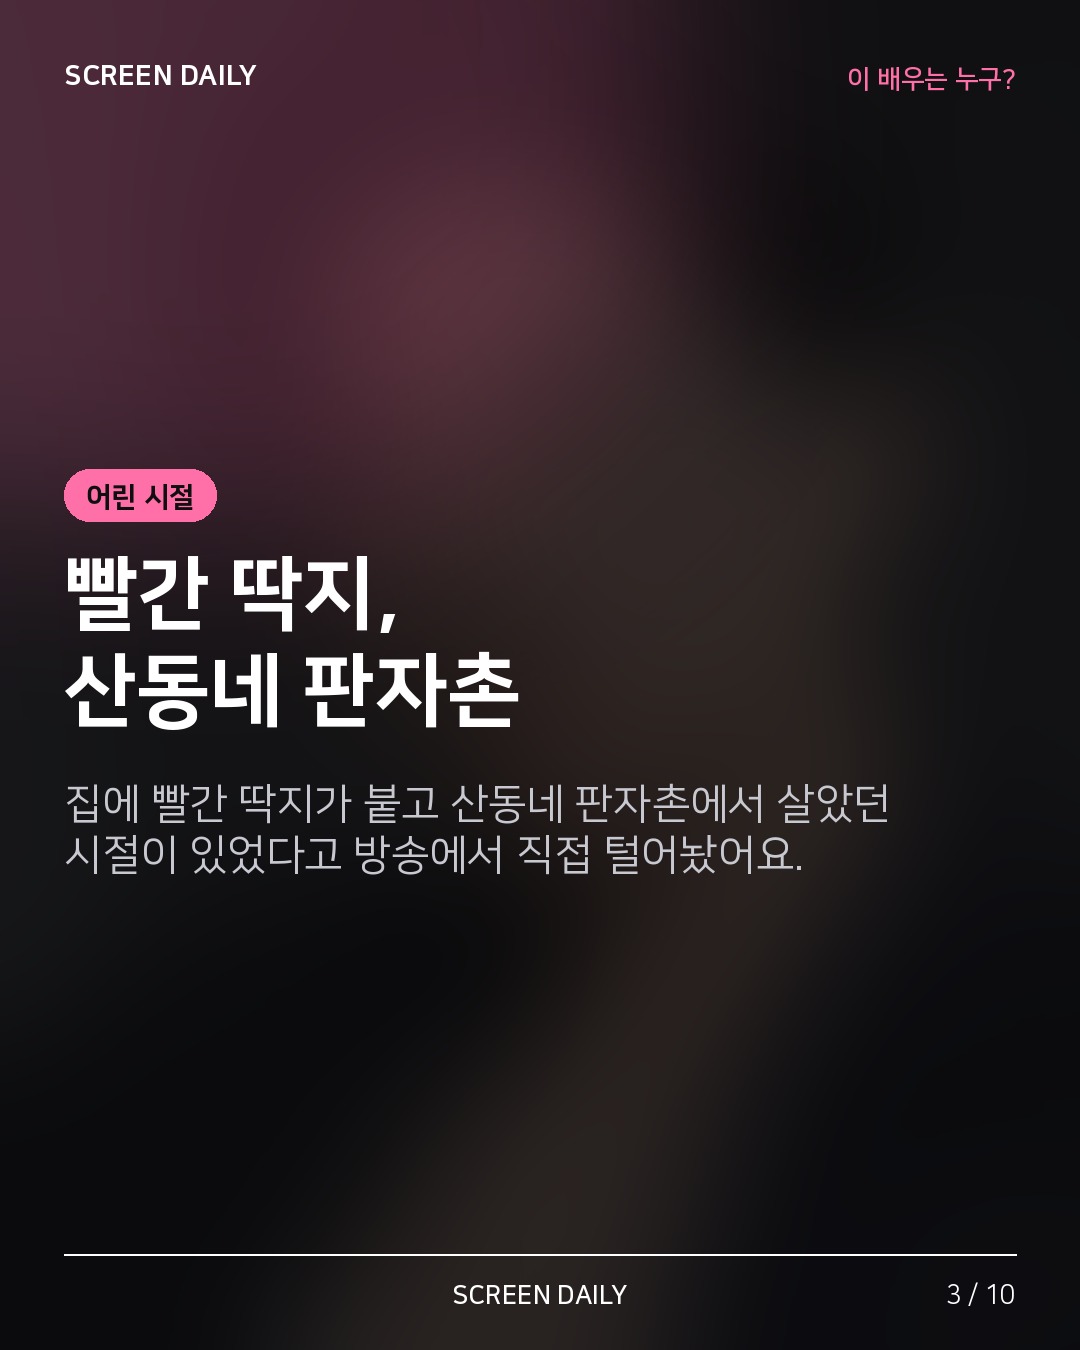 SCREEN DAILY
이 배우는 누구?
어린 시절
빨간 딱지,
산동네 판자촌
집에 빨간 딱지가 붙고 산동네 판자촌에서 살았던
시절이 있었다고 방송에서 직접 털어놨어요.
SCREEN DAILY
3 / 10